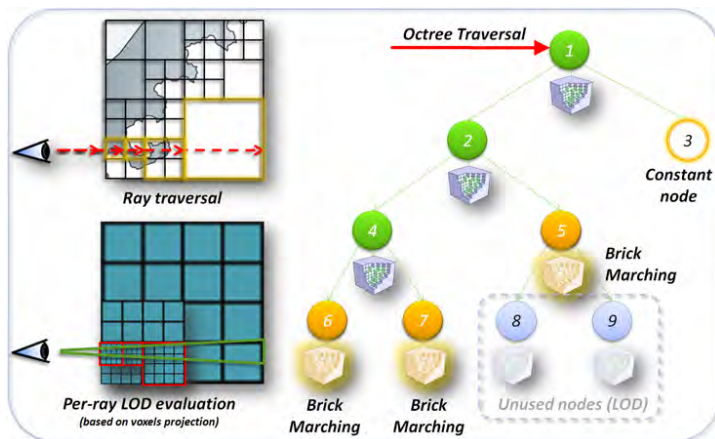 Octree Traversal
1
2
3
Constant
node
Ray traversal
4
5
Brick
Marching
6
7
8
9
Brick
Marching
Brick
Marching
Unused nodes (LOD)
Per-ray LOD evaluation
(based on voxels projection)